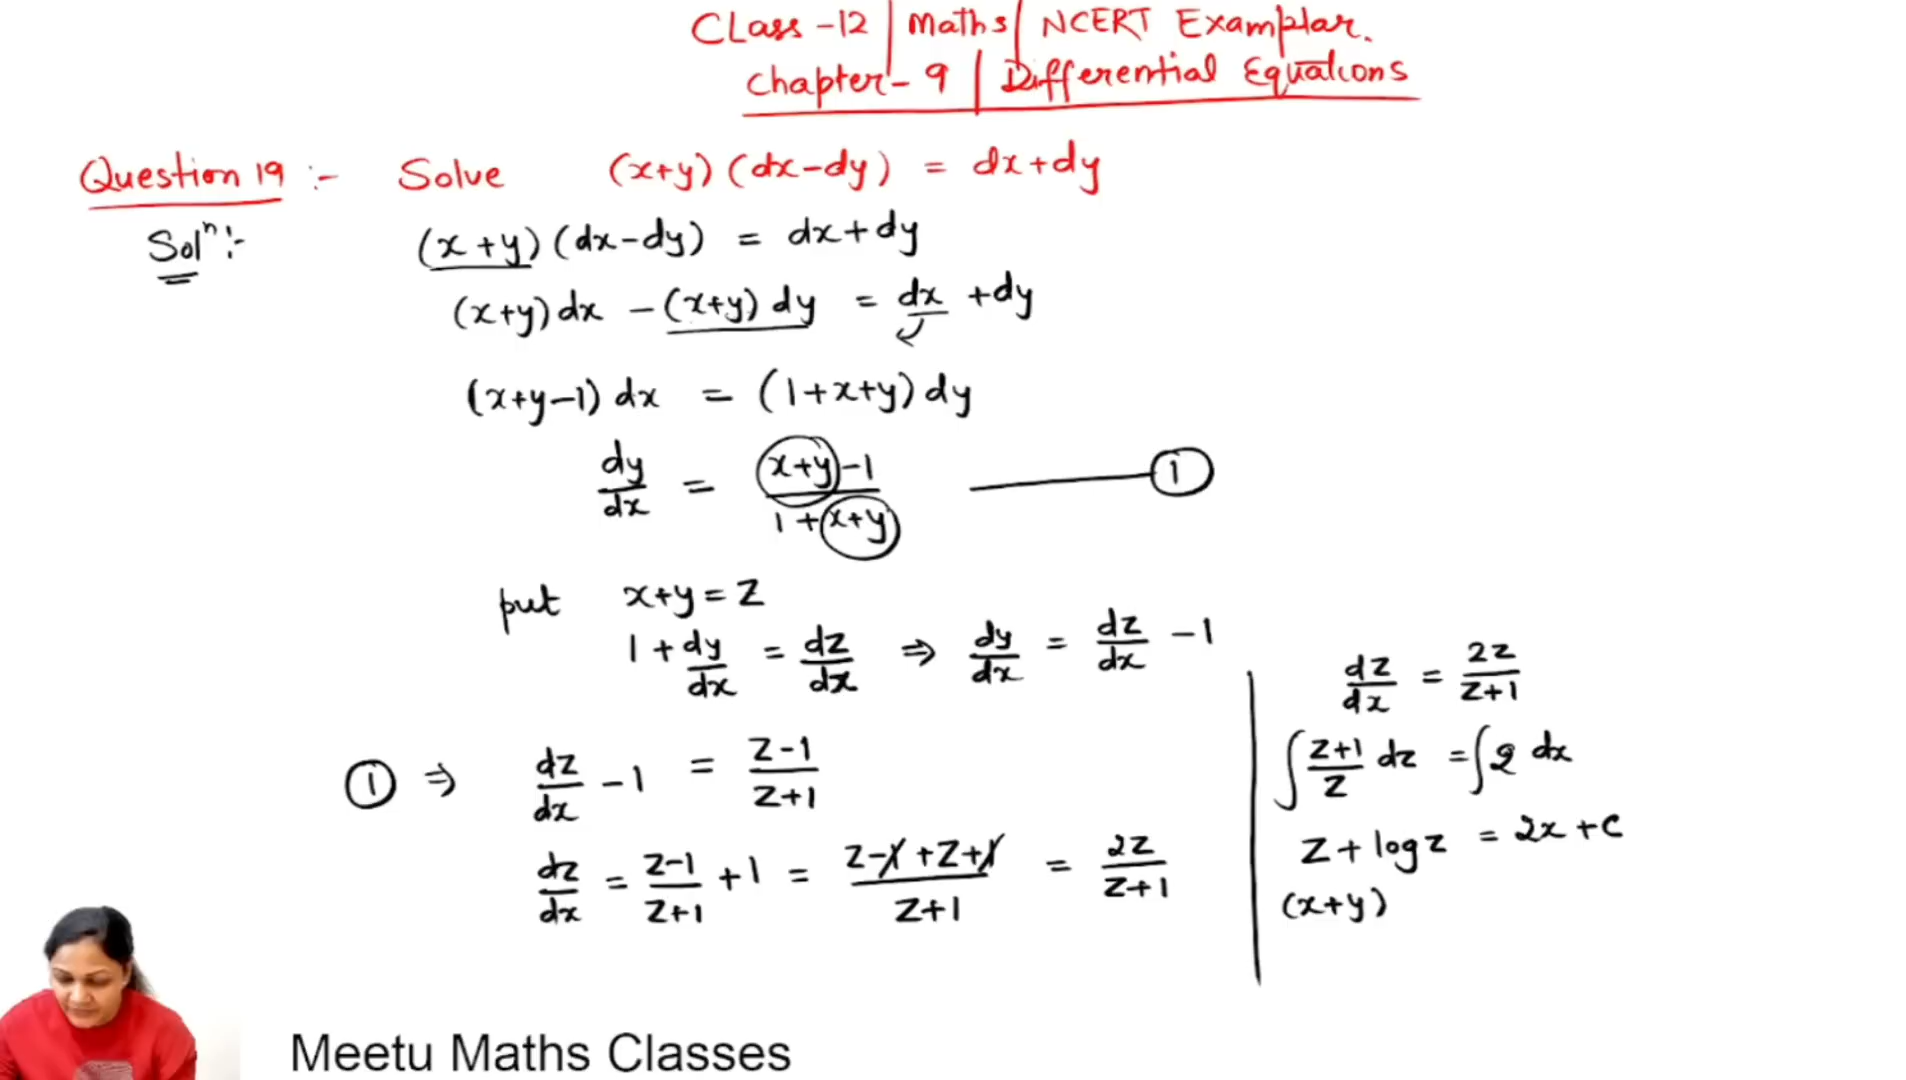 Class -12 | Maths | NCERT Examplar.
Chapter - 9 | Differential Equations
Question 19 :- Solve (x+y) (dx-dy) = dx+dy
Solⁿ :- (x+y) (dx-dy) = dx+dy
(x+y) dx - (x+y) dy = dx + dy
(x+y-1) dx = (1+x+y) dy
dy/dx = (x+y-1)/(1+x+y) ——— ①
put x+y = z
1 + dy/dx = dz/dx ⇒ dy/dx = dz/dx - 1
① ⇒ dz/dx - 1 = (z-1)/(z+1)
dz/dx = (z-1)/(z+1) + 1 = (z-1+z+1)/(z+1) = 2z/(z+1)
dz/dx = 2z/(z+1)
∫ (z+1)/z dz = ∫ 2 dx
z + log z = 2x + c
(x+y)
Meetu Maths Classes